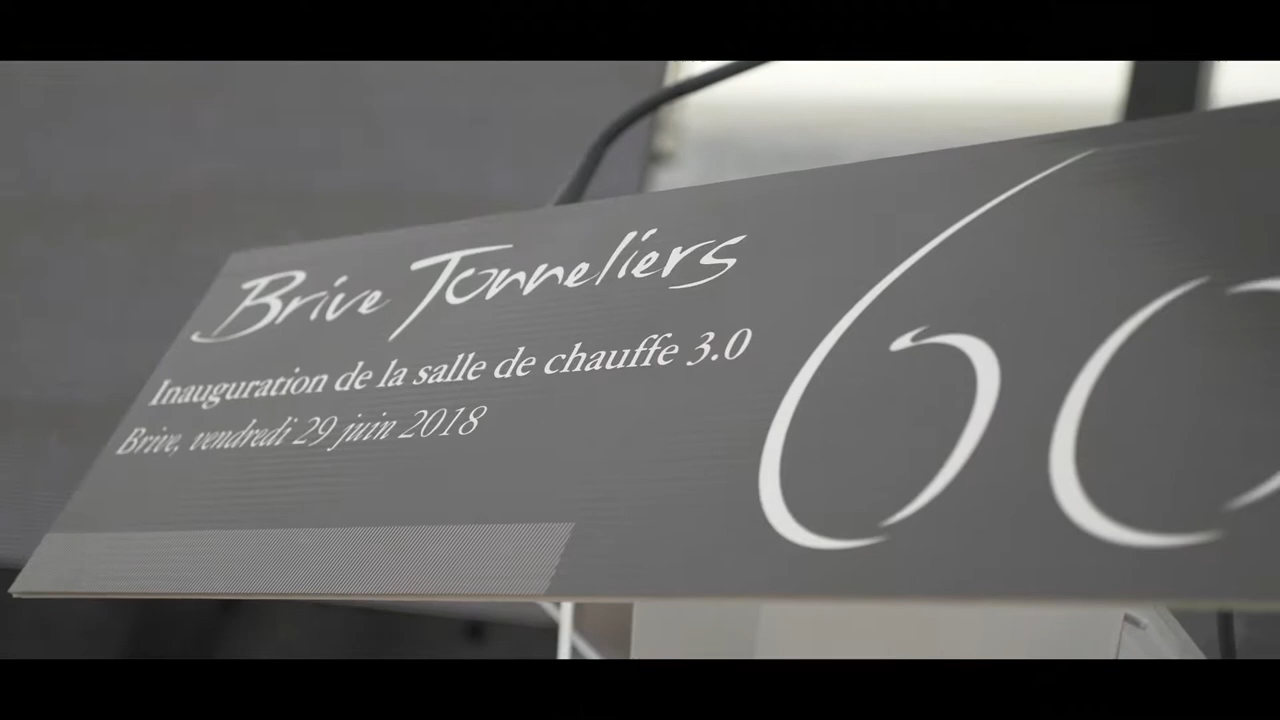 Brive Tonneliers
Inauguration de la salle de chauffe 3.0
Brive, vendredi 29 juin 2018
60